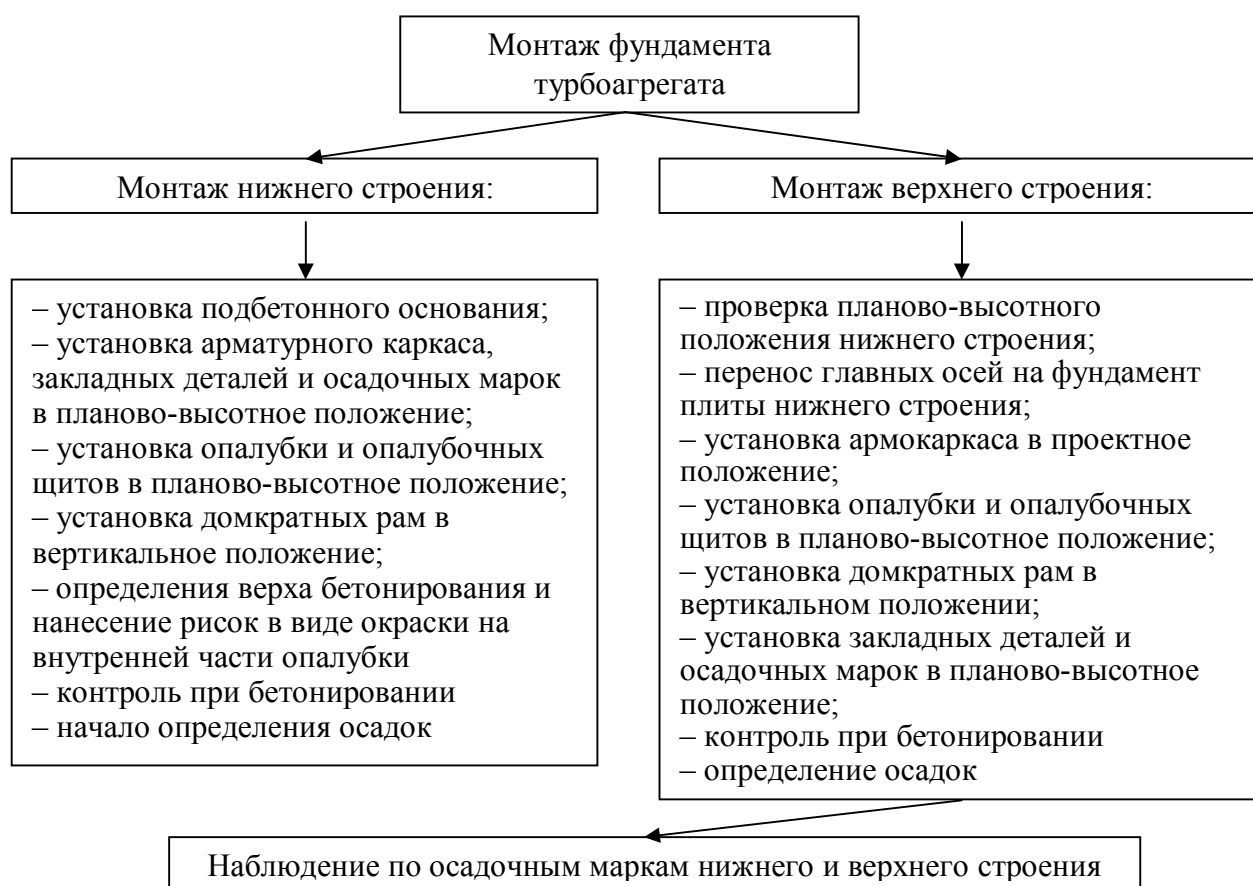 Монтаж фундамента
турбоагрегата
Монтаж нижнего строения:
– установка подбетонного основания;
– установка арматурного каркаса,
закладных деталей и осадочных марок
в планово-высотное положение;
– установка опалубки и опалубочных
щитов в планово-высотное положение;
– установка домкратных рам в
вертикальное положение;
– определения верха бетонирования и
нанесение рисок в виде окраски на
внутренней части опалубки
– контроль при бетонировании
– начало определения осадок
Монтаж верхнего строения:
– проверка планово-высотного
положения нижнего строения;
– перенос главных осей на фундамент
плиты нижнего строения;
– установка армокаркаса в проектное
положение;
– установка опалубки и опалубочных
щитов в планово-высотное положение;
– установка домкратных рам в
вертикальном положении;
– установка закладных деталей и
осадочных марок в планово-высотное
положение;
– контроль при бетонировании
– определение осадок
Наблюдение по осадочным маркам нижнего и верхнего строения